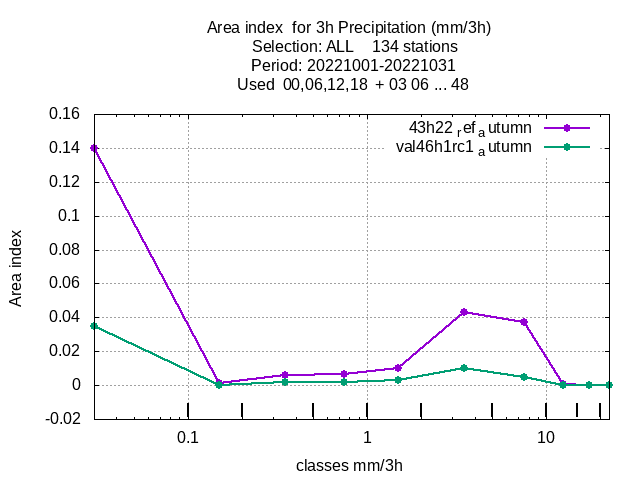 Area index  for 3h Precipitation (mm/3h)
Selection: ALL    134 stations
Period: 20221001-20221031
Used  00,06,12,18  + 03 06 ... 48
43h22 ref a utumn
val46h1rc1 a utumn
0.16
0.14
0.12
0.1
0.08
0.06
0.04
0.02
0
-0.02
Area index
0.1 1 10
classes mm/3h